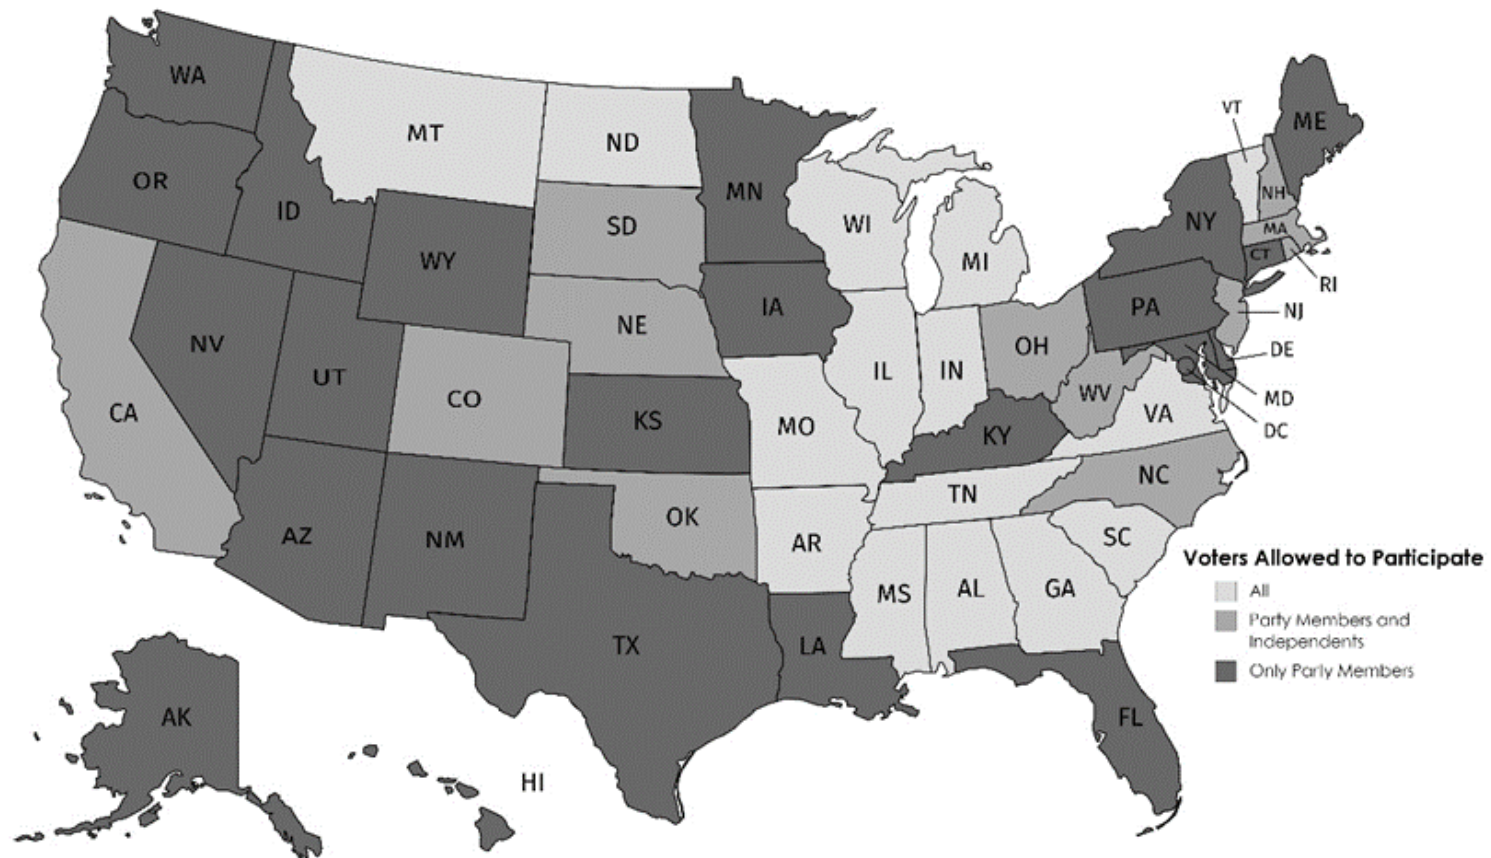 WA
MT
ND
MN
ME
VT
OR
ID
WY
SD
WI
MI
NY
NH
MA
CT
RI
NV
UT
CO
NE
IA
IL
IN
OH
PA
NJ
DE
MD
DC
CA
KS
MO
KY
WV
VA
AZ
NM
OK
AR
TN
NC
SC
MS
AL
GA
TX
LA
FL
AK
HI
Voters Allowed to Participate
All
Party Members and
Independents
Only Party Members